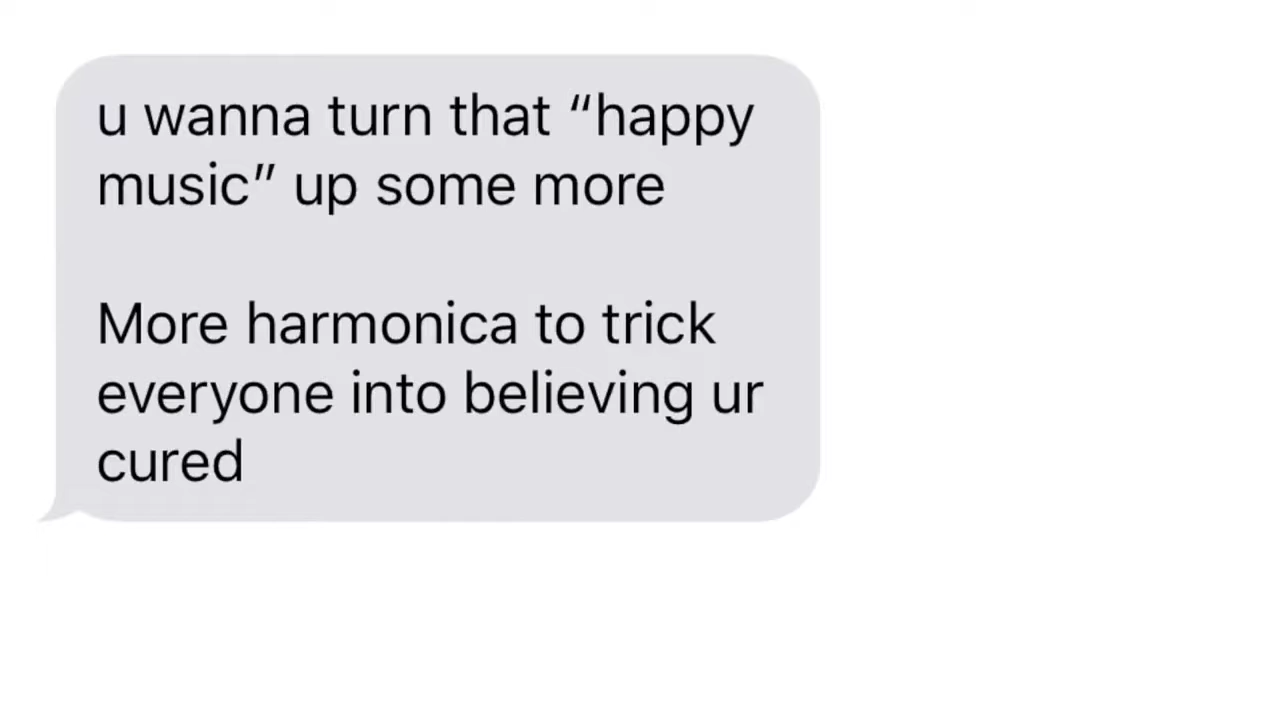 u wanna turn that “happy
music” up some more
More harmonica to trick
everyone into believing ur
cured